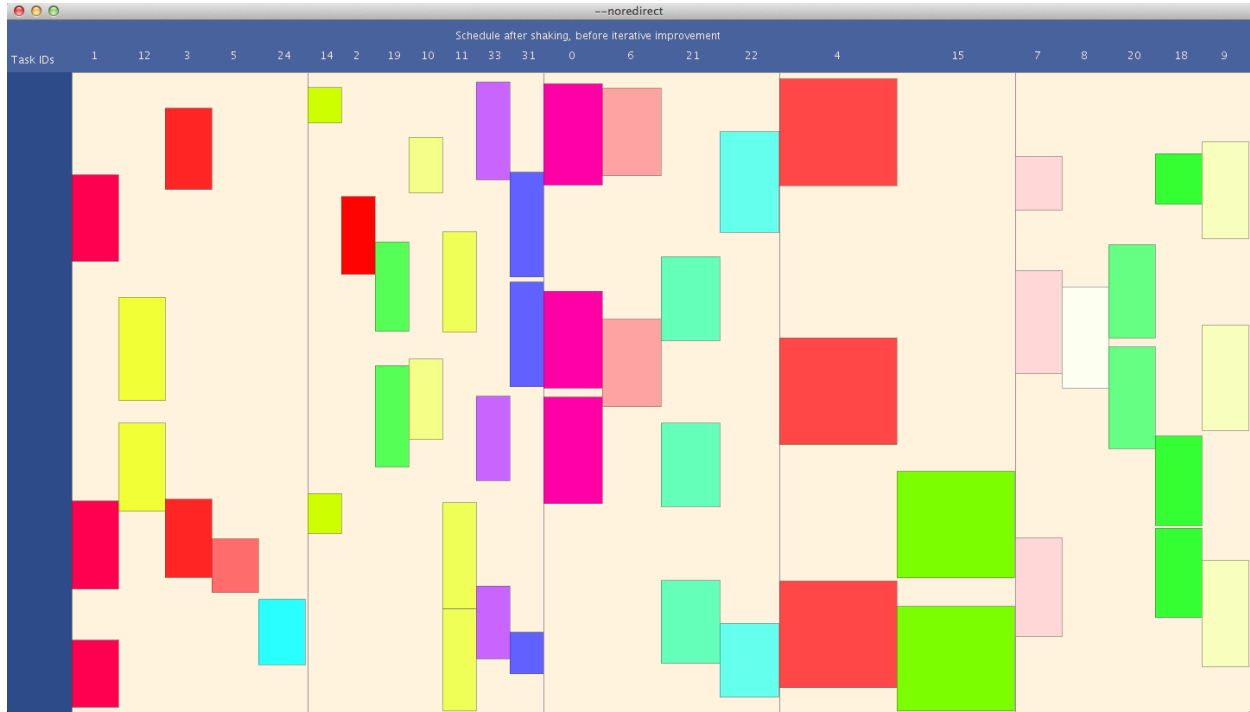 --noredirect
Schedule after shaking, before iterative improvement
Task IDs 1 12 3 5 24 14 2 19 10 11 33 31 0 6 21 22 4 15 7 8 20 18 9